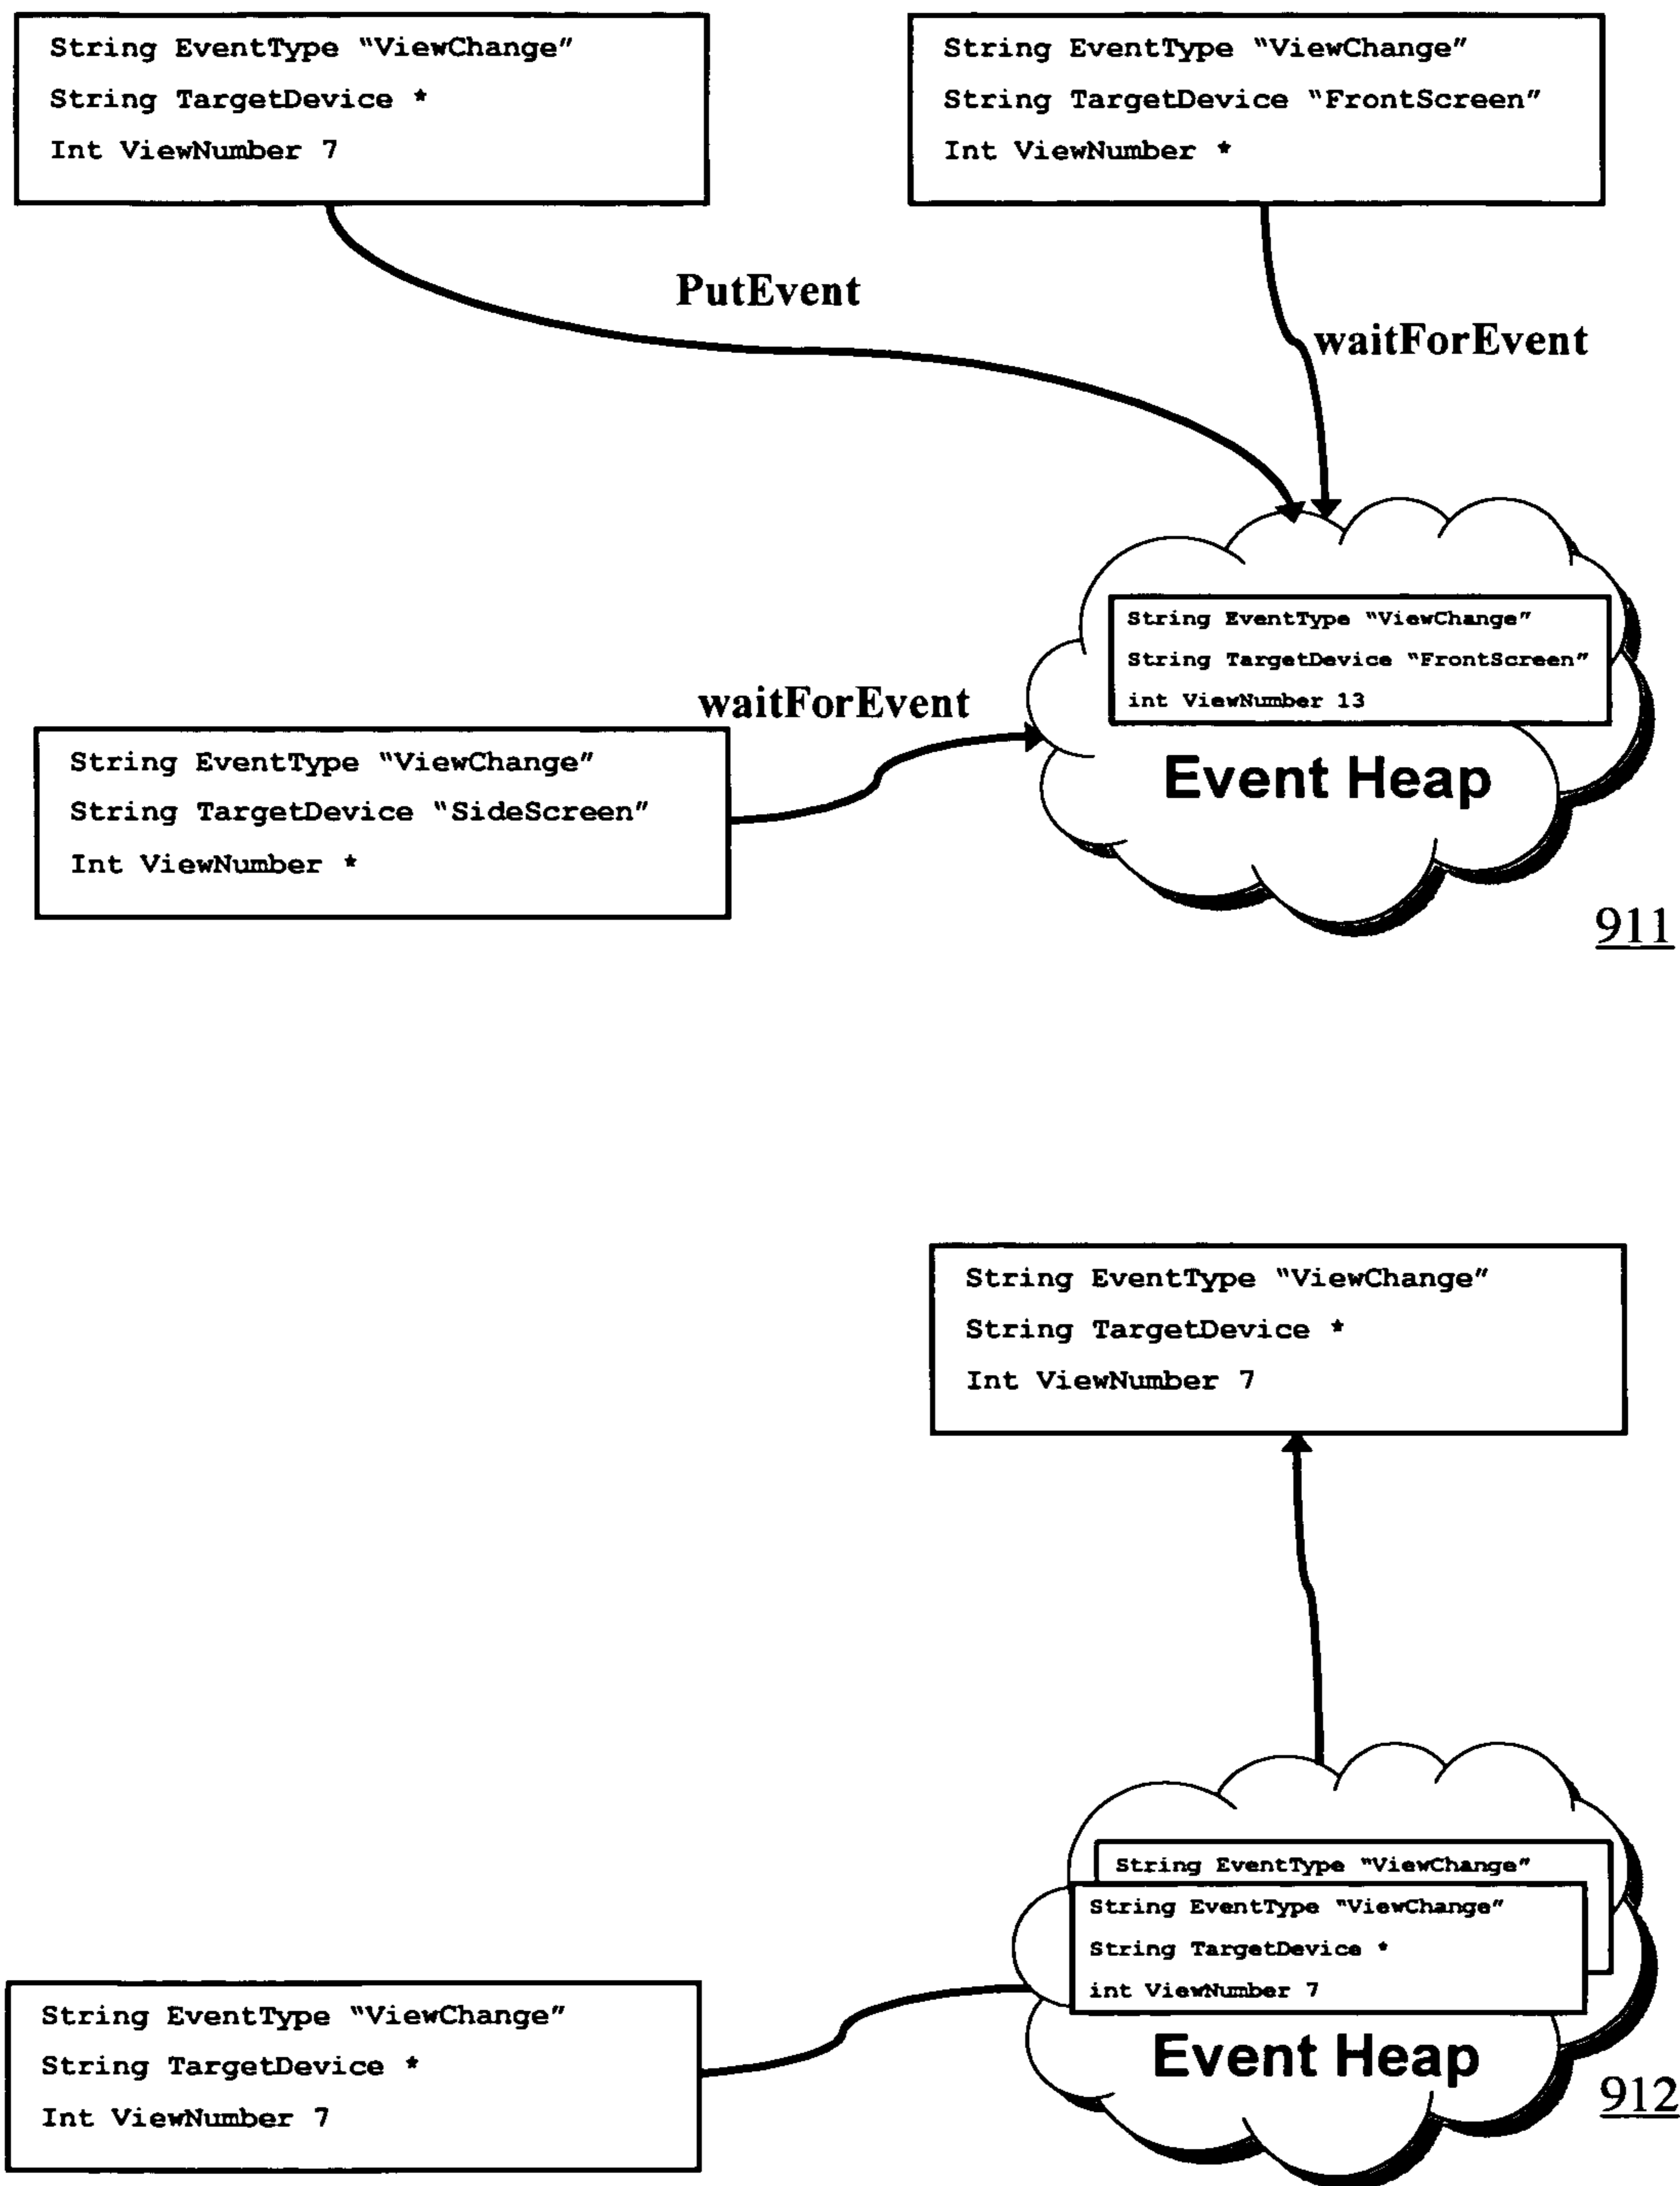 String EventType “ViewChange”
String TargetDevice *
Int ViewNumber 7
String EventType “ViewChange”
String TargetDevice “FrontScreen”
Int ViewNumber *
PutEvent
waitForEvent
String EventType “ViewChange”
String TargetDevice “FrontScreen”
int ViewNumber 13
waitForEvent
Event Heap
String EventType “ViewChange”
String TargetDevice “SideScreen”
Int ViewNumber *
911
String EventType “ViewChange”
String TargetDevice *
Int ViewNumber 7
String EventType “ViewChange”
String EventType “ViewChange”
String TargetDevice *
int ViewNumber 7
Event Heap
String EventType “ViewChange”
String TargetDevice *
Int ViewNumber 7
912